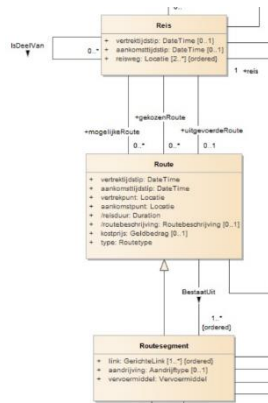 0..
Reis
+ vertrektijdstip: DateTime [0..1]
+ aankomsttijdstip: DateTime [0..1]
+ reisweg: Locatie [2..*] {ordered}
IsDeelVan
0..*
1 +reis
+gekozenRoute
+mogelijkeRoute
+uitgevoerdeRoute
0..*
0..*
0..1
Route
+ vertrektijdstip: DateTime
+ aankomsttijdstip: DateTime
+ vertrekpunt: Locatie
+ aankomstpunt: Locatie
+ /reisduur: Duration
+ /routebeschrijving: Routebeschrijving [0..1]
+ kostprijs: Geldbedrag [0..1]
+ type: Routetype
BestaatUit
1..*
{ordered}
Routesegment
+ link: GerichteLink [1..*] {ordered}
+ aandrijving: Aandrijftype [0..1]
+ vervoermiddel: Vervoermiddel